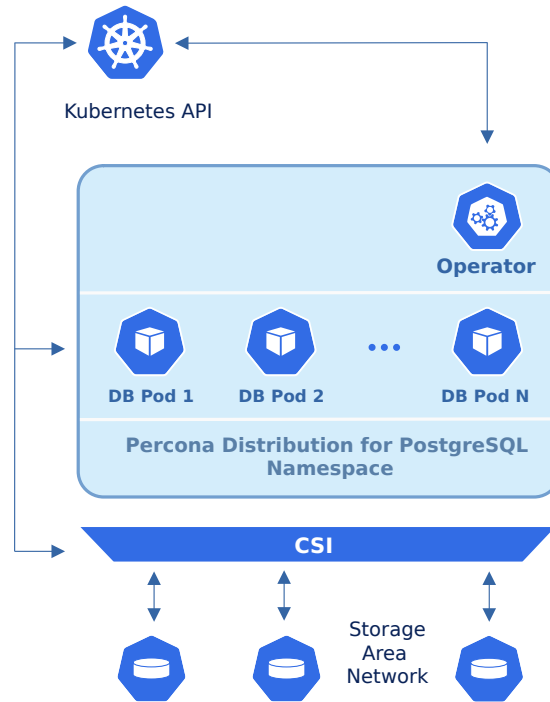 Kubernetes API
Operator
DB Pod 1
DB Pod 2
DB Pod N
Percona Distribution for PostgreSQL
Namespace
CSI
Storage
Area
Network